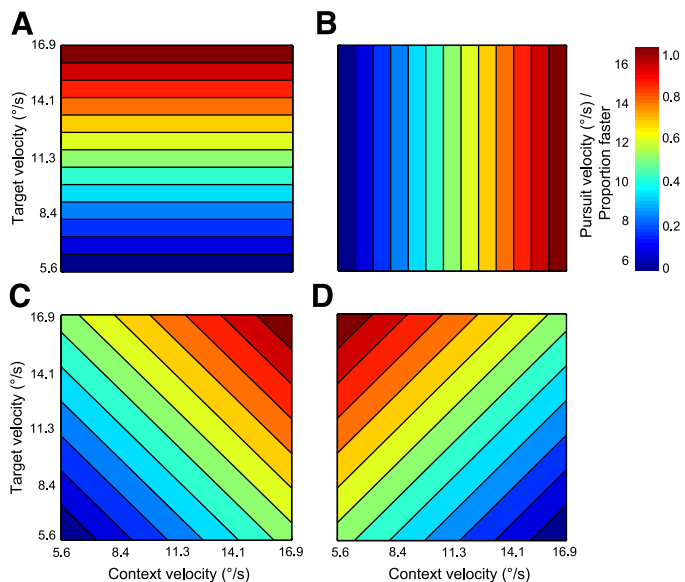 A
B
16.9
14.1
11.3
8.4
5.6
Target velocity (°/s)
16
14
12
10
8
6
1.0
0.8
0.6
0.4
0.2
0
Pursuit velocity (°/s) /
Proportion faster
C
D
16.9
14.1
11.3
8.4
5.6
Target velocity (°/s)
5.6 8.4 11.3 14.1 16.9
5.6 8.4 11.3 14.1 16.9
Context velocity (°/s)
Context velocity (°/s)